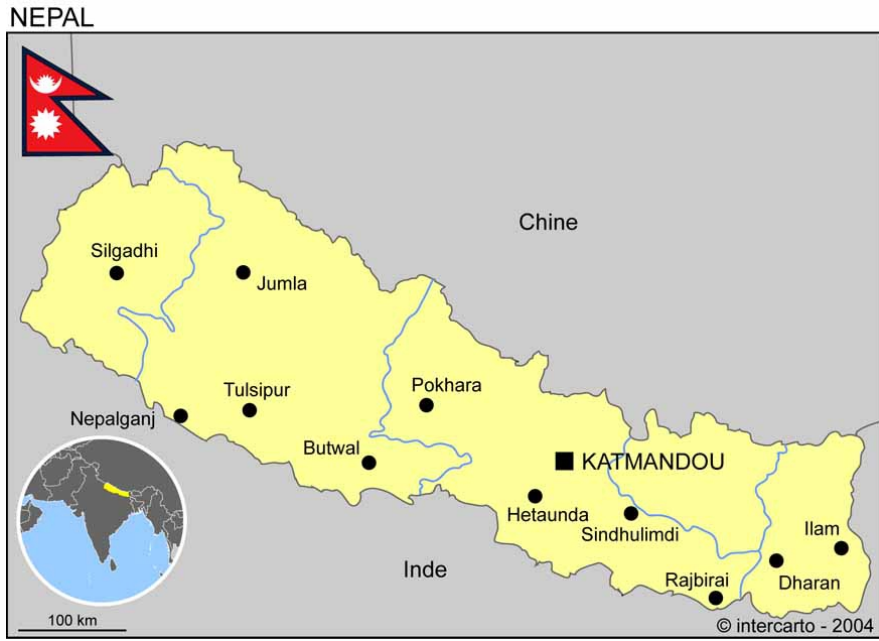 NEPAL
Chine
Silgadhi
Jumla
Pokhara
Tulsipur
Nepalganj
Butwal
KATMANDOU
Hetaunda
Sindhulimdi
Ilam
Inde
Rajbirai
Dharan
100 km
© intercarto - 2004